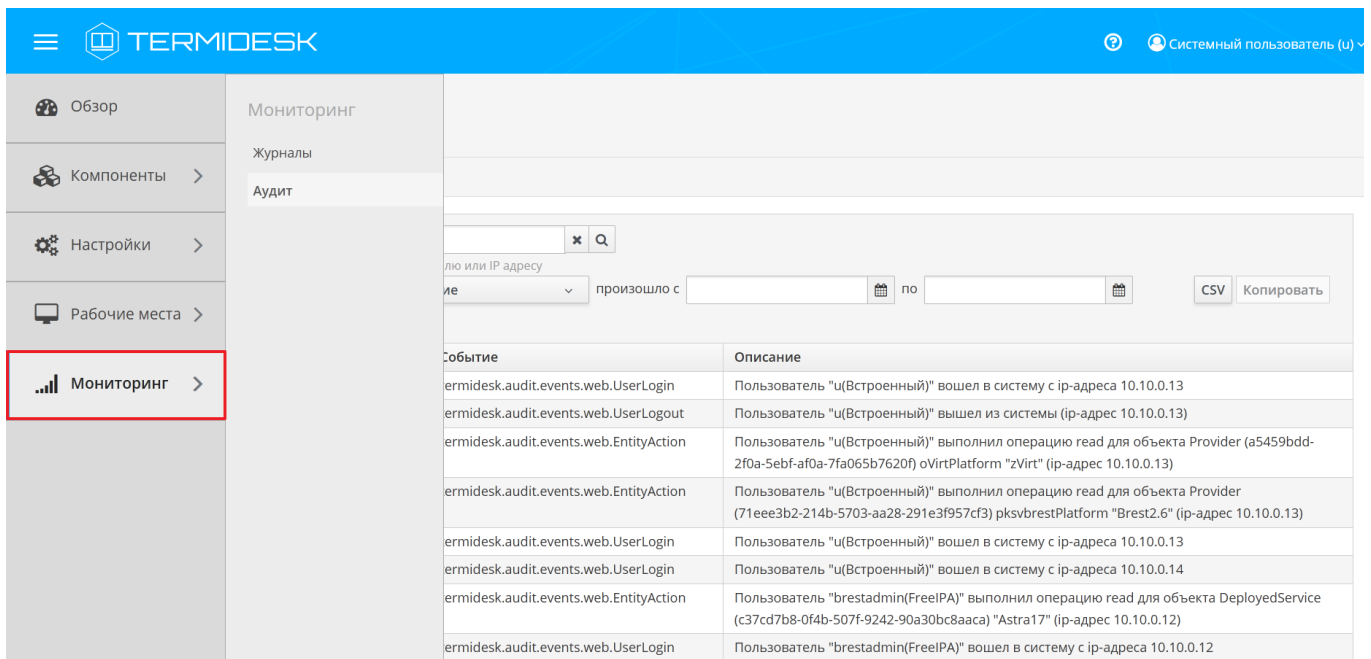 TERMIDESK
Системный пользователь (u)
Обзор
Компоненты
Настройки
Рабочие места
Мониторинг
Мониторинг
Журналы
Аудит
лю или IP адресу
ие
произошло с
по
CSV
Копировать
Событие
Описание
ermidesk.audit.events.web.UserLogin
Пользователь "u(Встроенный)" вошел в систему с ip-адреса 10.10.0.13
ermidesk.audit.events.web.UserLogout
Пользователь "u(Встроенный)" вышел из системы (ip-адрес 10.10.0.13)
ermidesk.audit.events.web.EntityAction
Пользователь "u(Встроенный)" выполнил операцию read для объекта Provider (a5459bdd-
2f0a-5ebf-af0a-7fa065b7620f) oVirtPlatform "zVirt" (ip-адрес 10.10.0.13)
ermidesk.audit.events.web.EntityAction
Пользователь "u(Встроенный)" выполнил операцию read для объекта Provider
(71eee3b2-214b-5703-aa28-291e3f957cf3) pksvbrestPlatform "Brest2.6" (ip-адрес 10.10.0.13)
ermidesk.audit.events.web.UserLogin
Пользователь "u(Встроенный)" вошел в систему с ip-адреса 10.10.0.13
ermidesk.audit.events.web.UserLogin
Пользователь "u(Встроенный)" вошел в систему с ip-адреса 10.10.0.14
ermidesk.audit.events.web.EntityAction
Пользователь "brestadmin(FreeIPA)" выполнил операцию read для объекта DeployedService
(c37cd7b8-0f4b-507f-9242-90a30bc8aaca) "Astra17" (ip-адрес 10.10.0.12)
ermidesk.audit.events.web.UserLogin
Пользователь "brestadmin(FreeIPA)" вошел в систему с ip-адреса 10.10.0.12